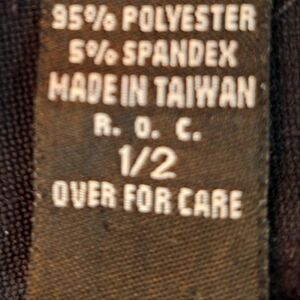 95% POLYESTER
5% SPANDEX
MADE IN TAIWAN
R. O. C.
1/2
OVER FOR CARE